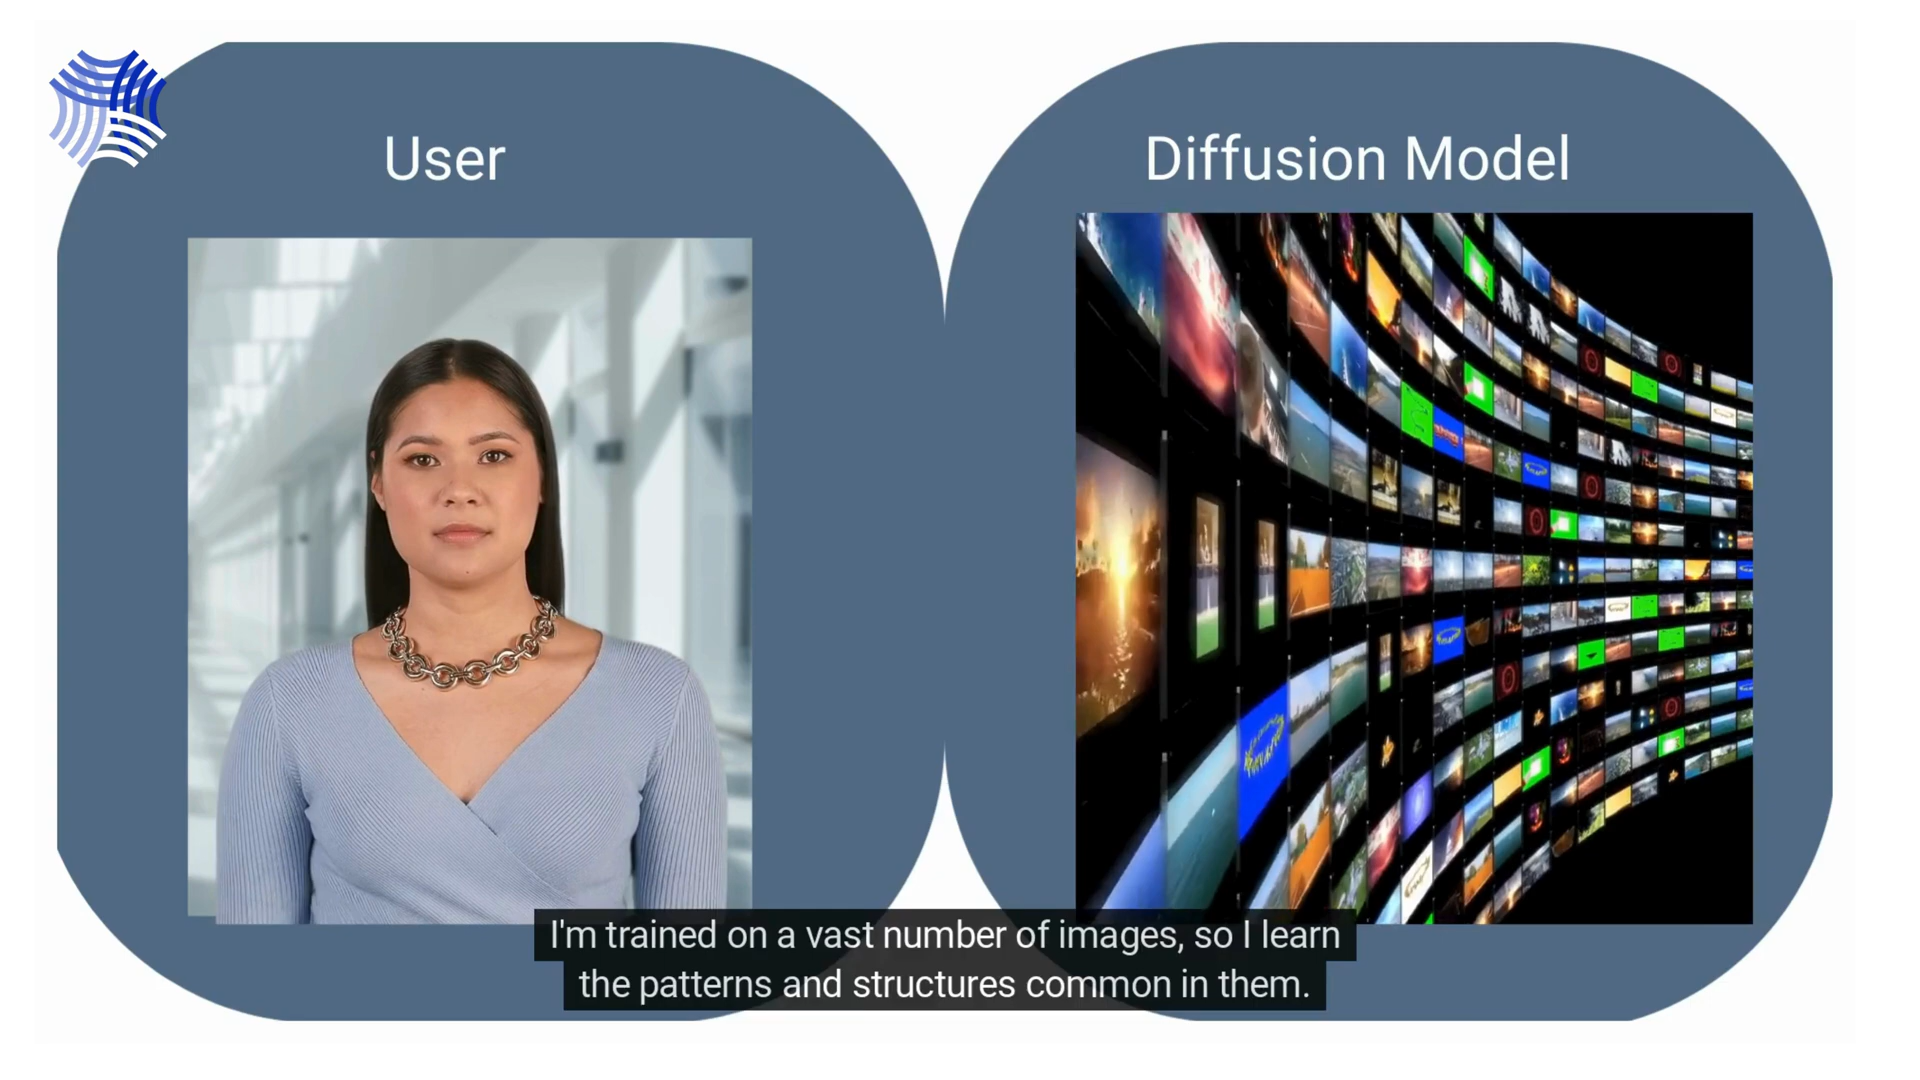 User
Diffusion Model
I'm trained on a vast number of images, so I learn
the patterns and structures common in them.